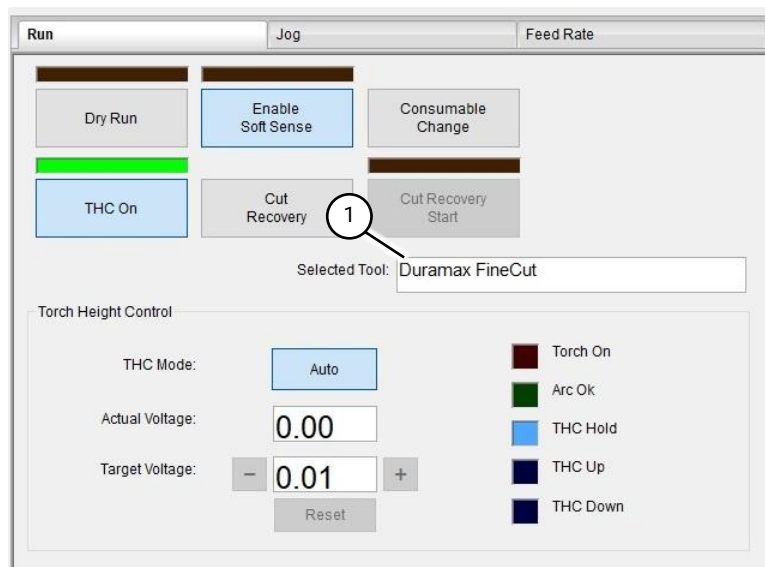 Run
Jog
Feed Rate
Dry Run
Enable
Soft Sense
Consumable
Change
THC On
Cut
Recovery
Cut Recovery
Start
1
Selected Tool: Duramax FineCut
Torch Height Control
THC Mode: Auto
Actual Voltage: 0.00
Target Voltage: − 0.01 +
Reset
Torch On
Arc Ok
THC Hold
THC Up
THC Down